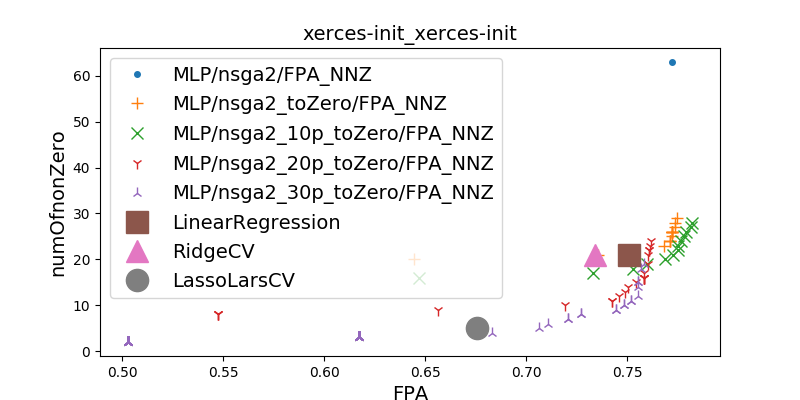 xerces-init_xerces-init
numOfnonZero
60
50
40
30
20
10
0
MLP/nsga2/FPA_NNZ
MLP/nsga2_toZero/FPA_NNZ
MLP/nsga2_10p_toZero/FPA_NNZ
MLP/nsga2_20p_toZero/FPA_NNZ
MLP/nsga2_30p_toZero/FPA_NNZ
LinearRegression
RidgeCV
LassoLarsCV
0.50 0.55 0.60 0.65 0.70 0.75
FPA